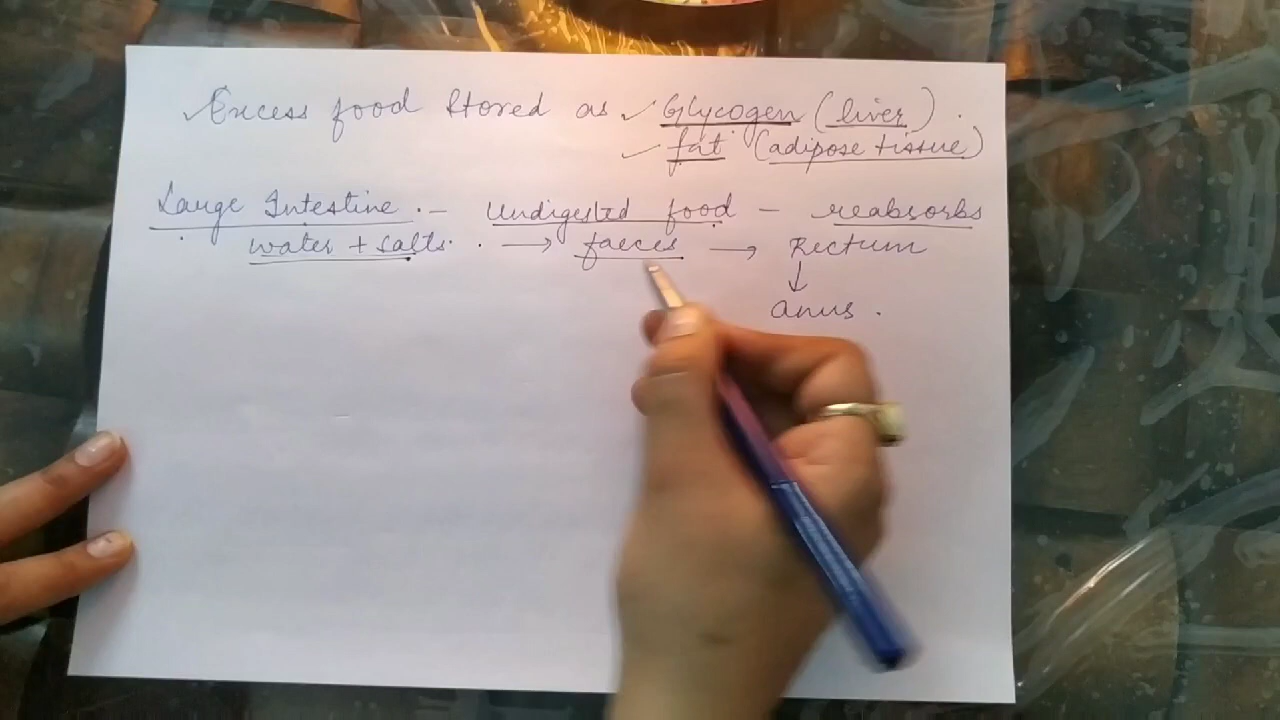 ✓ Excess food stored as ✓ Glycogen (liver).
✓ fat (adipose tissue)
Large Intestine :- Undigested food - reabsorbs
water + salts. → faeces → Rectum
↓
anus.